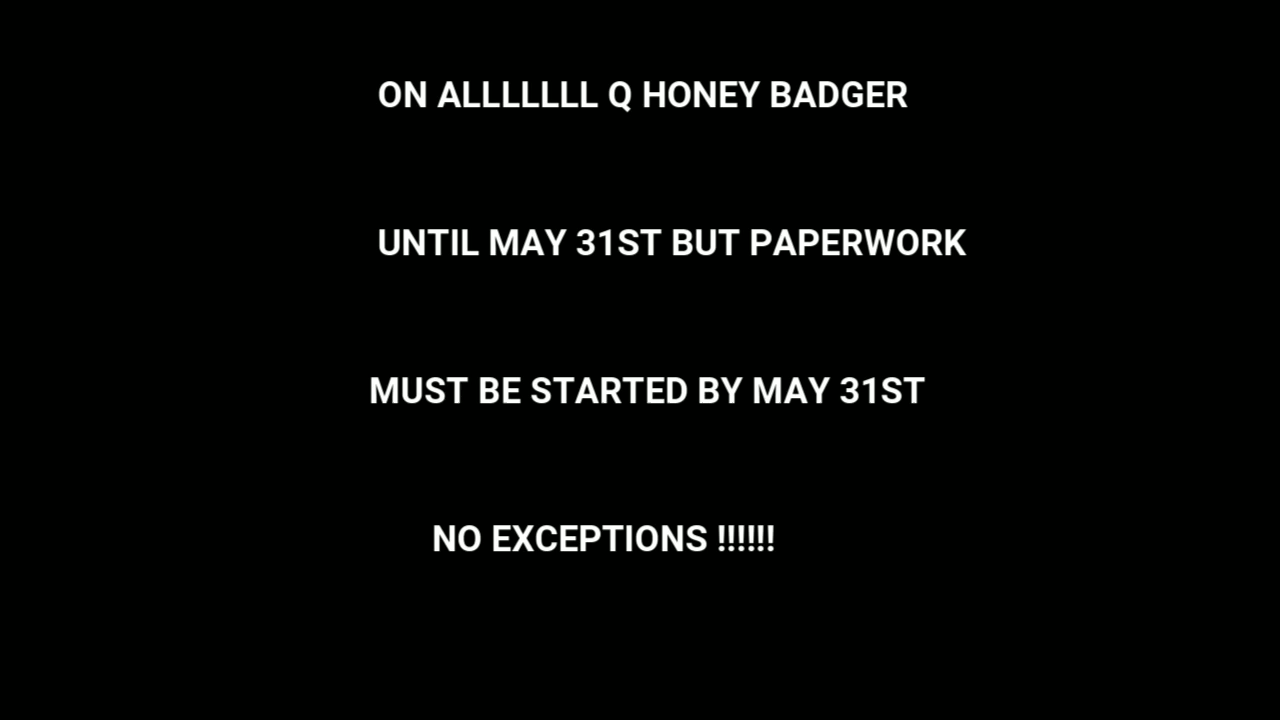 ON ALLLLLLL Q HONEY BADGER
UNTIL MAY 31ST BUT PAPERWORK
MUST BE STARTED BY MAY 31ST
NO EXCEPTIONS !!!!!!